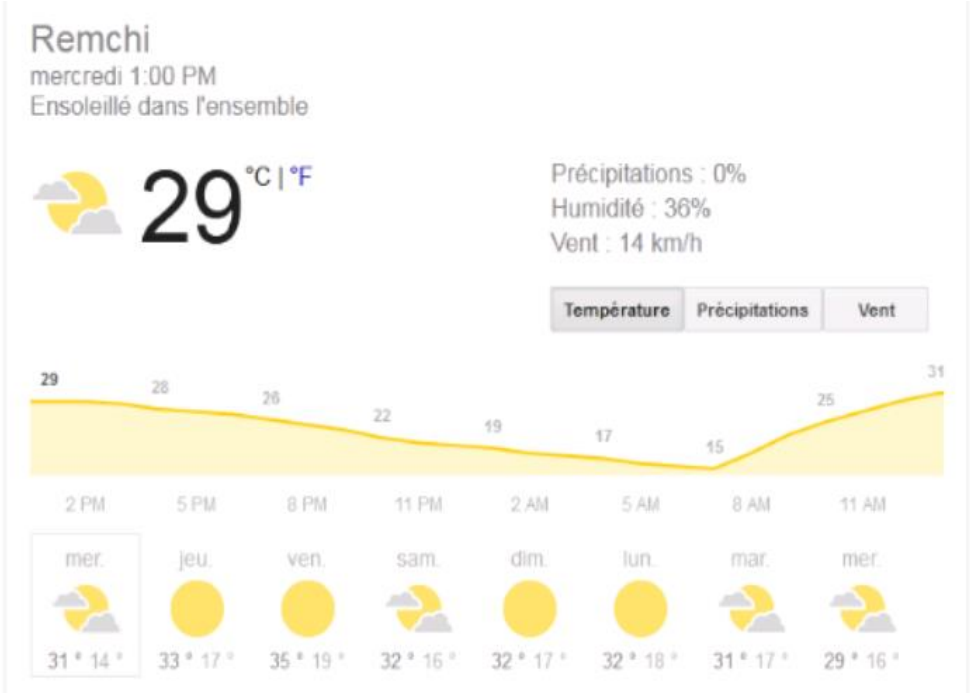 Remchi
mercredi 1:00 PM
Ensoleillé dans l'ensemble
29 °C | °F
Précipitations : 0%
Humidité : 36%
Vent : 14 km/h
Température Précipitations Vent
29 28 26 22 19 17 15 25 31
2 PM 5 PM 8 PM 11 PM 2 AM 5 AM 8 AM 11 AM
mer. jeu. ven. sam. dim. lun. mar. mer.
31 ° 14 ° 33 ° 17 ° 35 ° 19 ° 32 ° 16 ° 32 ° 17 ° 32 ° 18 ° 31 ° 17 ° 29 ° 16 °